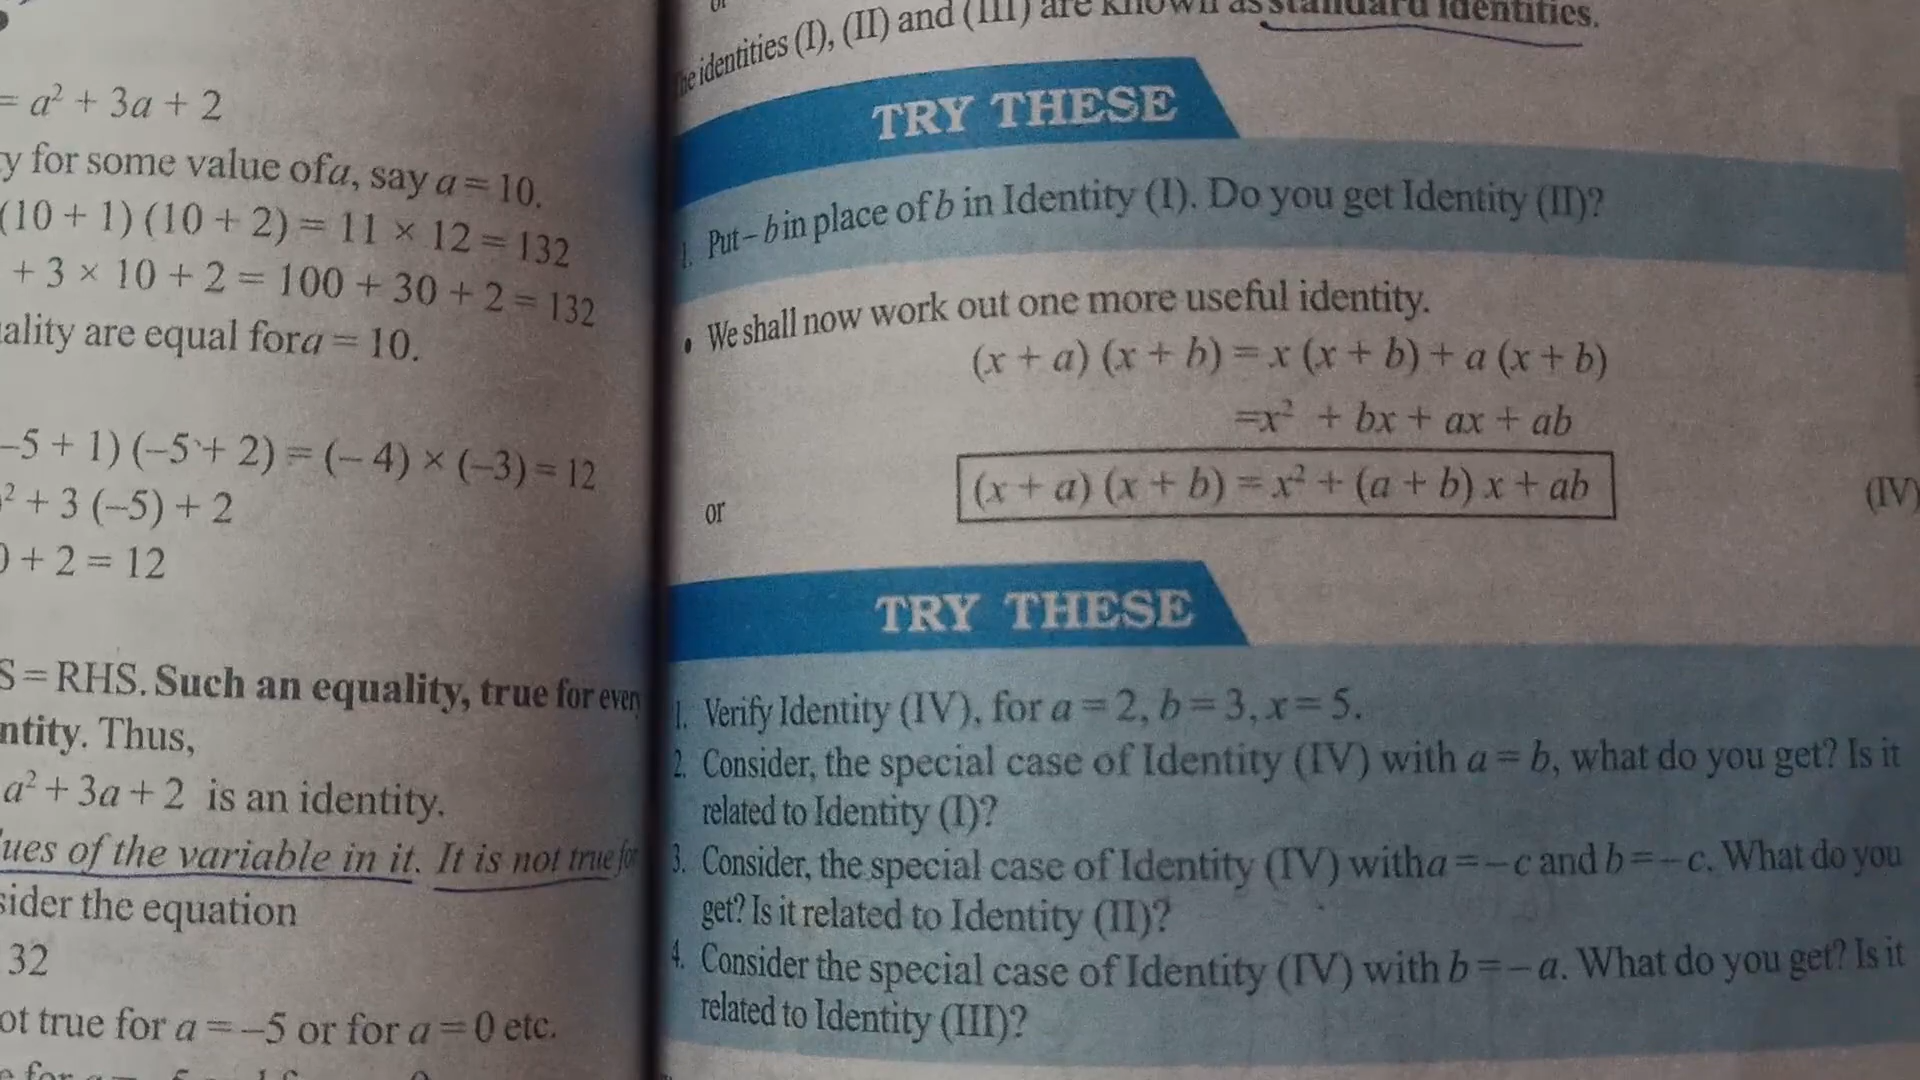 = a² + 3a + 2
y for some value of a, say a = 10.
(10 + 1) (10 + 2) = 11 × 12 = 132
+ 3 × 10 + 2 = 100 + 30 + 2 = 132
ality are equal for a = 10.
–5 + 1) (–5 + 2) = (– 4) × (–3) = 12
² + 3 (–5) + 2
0 + 2 = 12
S = RHS. Such an equality, true for every
ntity. Thus,
a² + 3a + 2 is an identity.
ues of the variable in it. It is not true for
sider the equation
32
ot true for a = –5 or for a = 0 etc.
or
he identities (I), (II) and (III) are known as standard identities.
TRY THESE
1. Put – b in place of b in Identity (I). Do you get Identity (II)?
• We shall now work out one more useful identity.
(x + a) (x + b) = x (x + b) + a (x + b)
= x² + bx + ax + ab
or (x + a) (x + b) = x² + (a + b) x + ab (IV)
TRY THESE
1. Verify Identity (IV), for a = 2, b = 3, x = 5.
2. Consider, the special case of Identity (IV) with a = b, what do you get? Is it
related to Identity (I)?
3. Consider, the special case of Identity (IV) with a = – c and b = – c. What do you
get? Is it related to Identity (II)?
4. Consider the special case of Identity (IV) with b = – a. What do you get? Is it
related to Identity (III)?